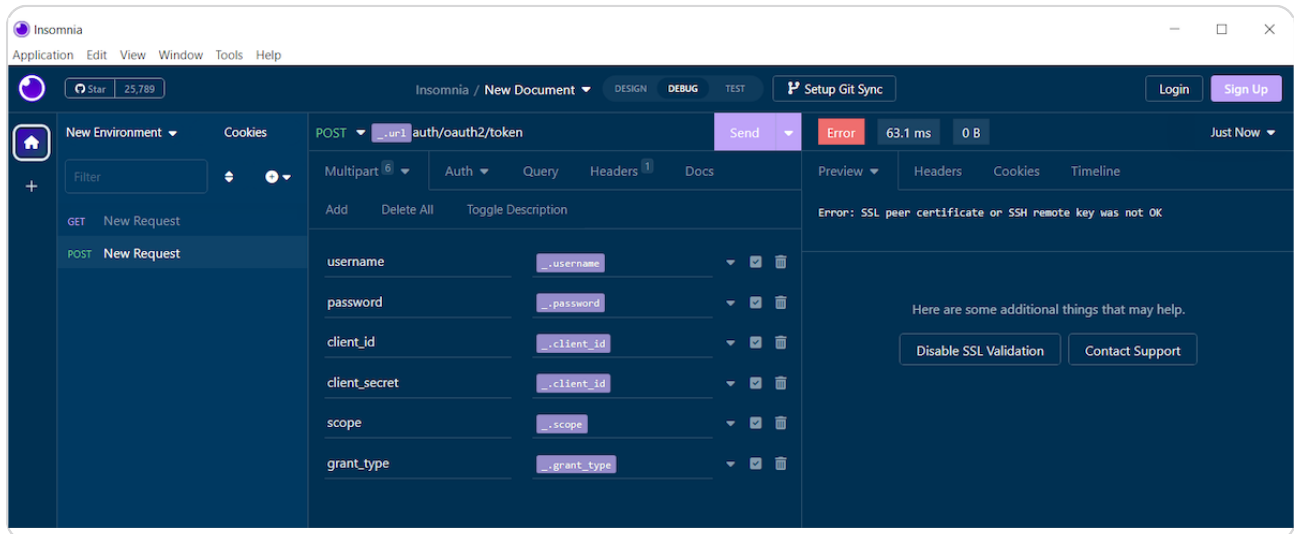 Insomnia
Application Edit View Window Tools Help
Star 25,789
Insomnia / New Document
DESIGN DEBUG TEST
Setup Git Sync
Login
Sign Up
New Environment
Cookies
POST _.url auth/oauth2/token
Send
Error
63.1 ms
0 B
Just Now
Filter
Multipart 6
Auth
Query
Headers 1
Docs
Preview
Headers
Cookies
Timeline
Add
Delete All
Toggle Description
Error: SSL peer certificate or SSH remote key was not OK
GET New Request
POST New Request
username _.username
password _.password
client_id _.client_id
client_secret _.client_id
scope _.scope
grant_type _.grant_type
Here are some additional things that may help.
Disable SSL Validation
Contact Support